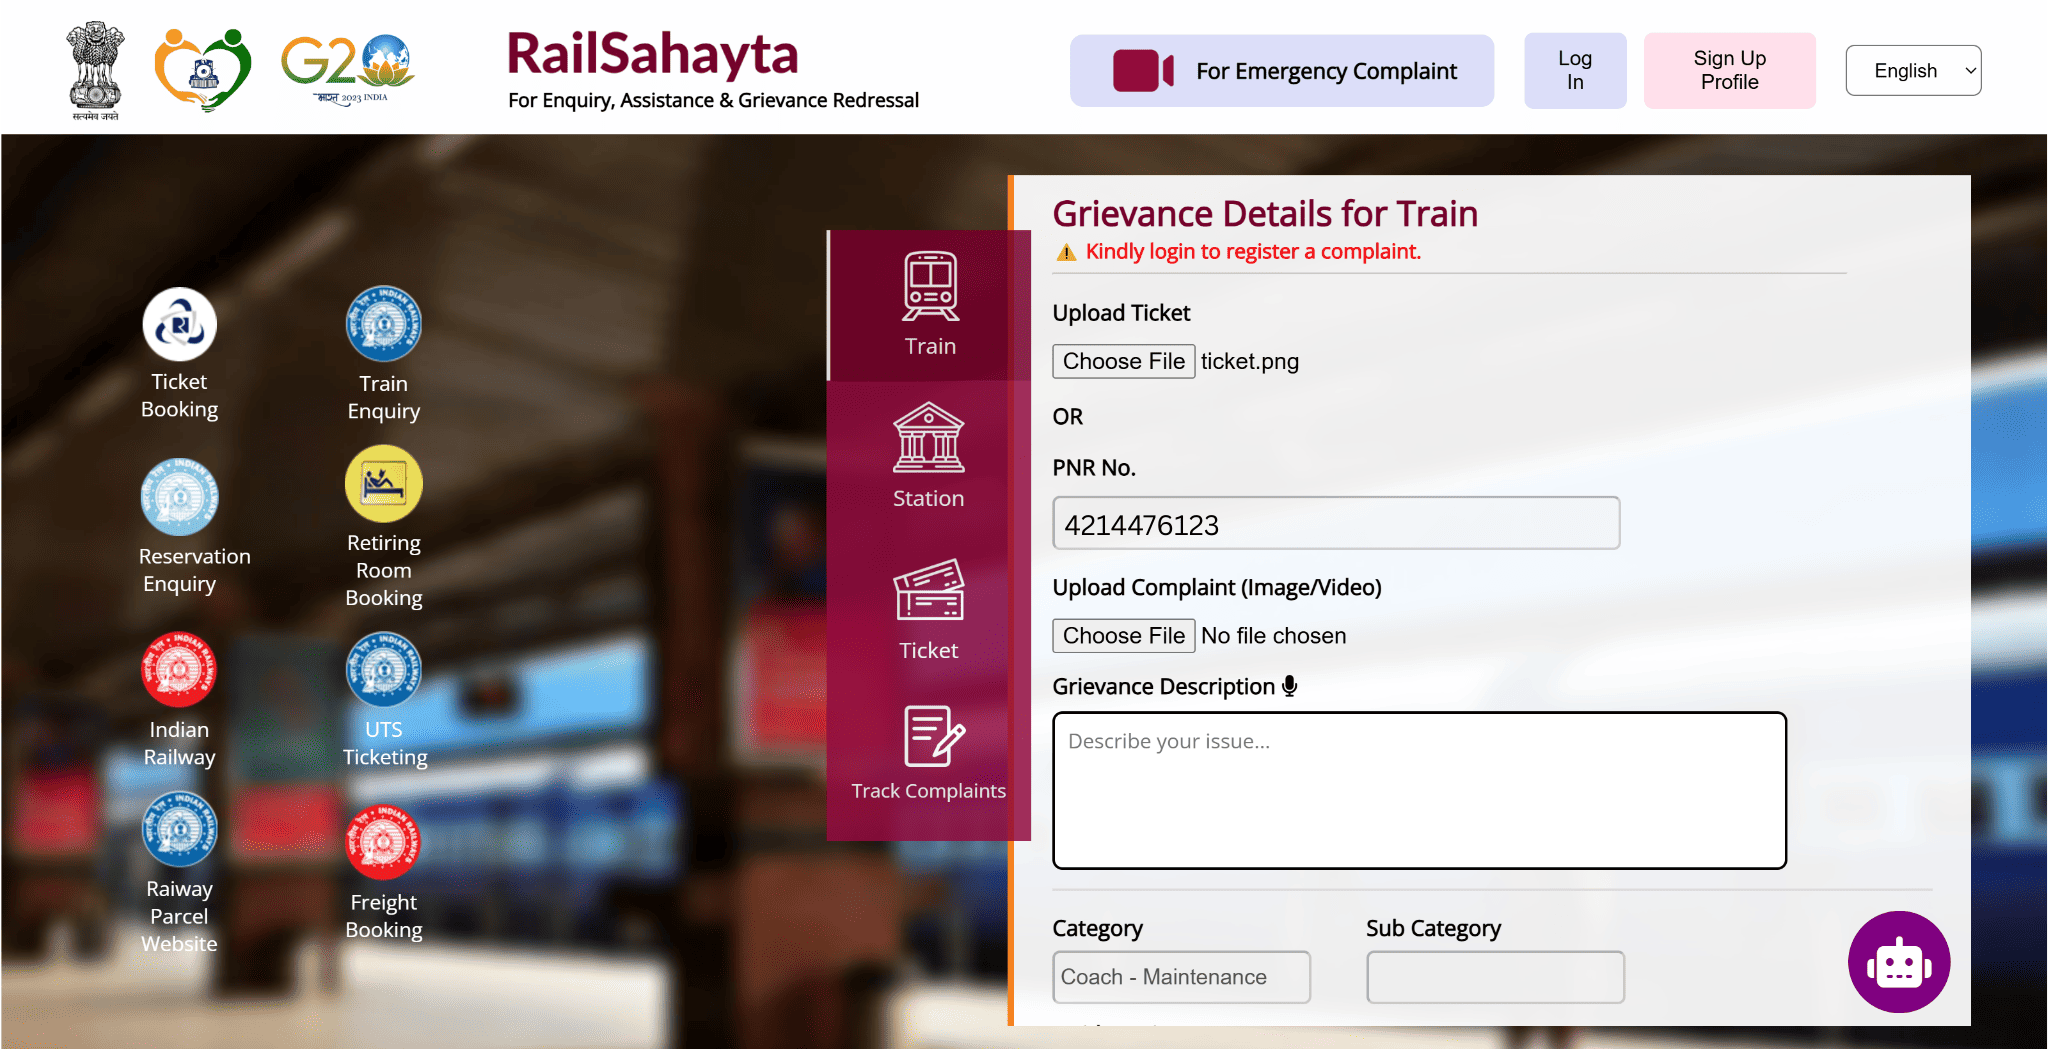 सत्यमेव जयते
G20
भारत 2023 INDIA
RailSahayta
For Enquiry, Assistance & Grievance Redressal
For Emergency Complaint
Log
In
Sign Up
Profile
English
Ticket
Booking
Train
Enquiry
Reservation
Enquiry
Retiring
Room
Booking
INDIAN RAILWAYS
Indian
Railway
UTS
Ticketing
Raiway
Parcel
Website
Freight
Booking
Train
Station
Ticket
Track Complaints
Grievance Details for Train
Kindly login to register a complaint.
Upload Ticket
Choose File ticket.png
OR
PNR No.
4214476123
Upload Complaint (Image/Video)
Choose File No file chosen
Grievance Description
Describe your issue...
Category
Sub Category
Coach - Maintenance